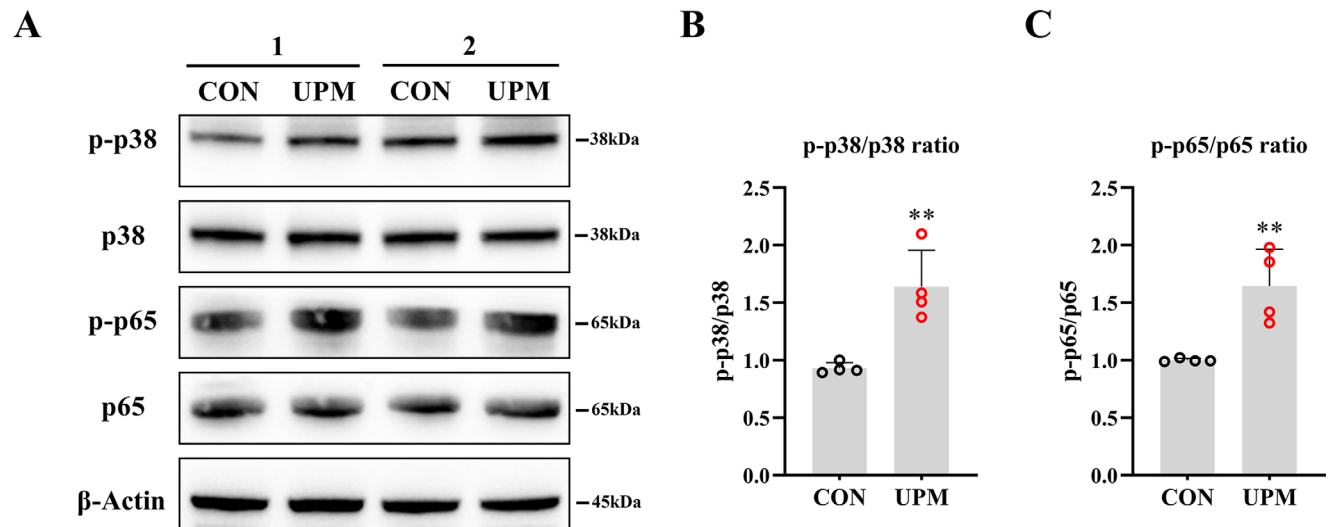 A
1 2
CON UPM CON UPM
p-p38 –38kDa
p38 –38kDa
p-p65 –65kDa
p65 –65kDa
β-Actin –45kDa
B
p-p38/p38 ratio
p-p38/p38
2.5
2.0
1.5
1.0
0.5
0.0
**
CON UPM
C
p-p65/p65 ratio
p-p65/p65
2.5
2.0
1.5
1.0
0.5
0.0
**
CON UPM